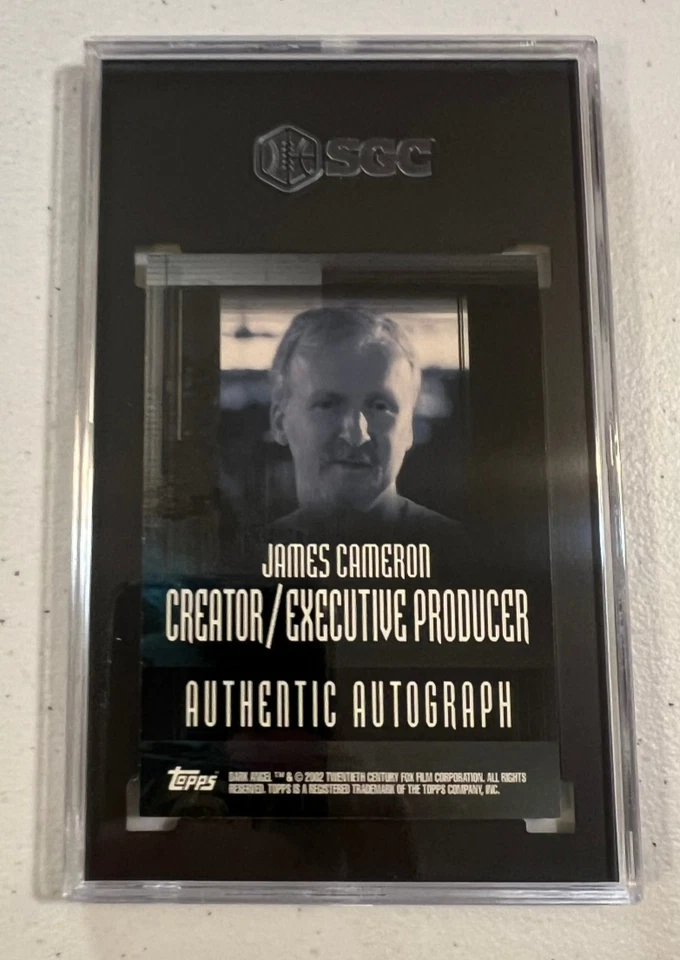 SGC
JAMES CAMERON
CREATOR/EXECUTIVE PRODUCER
AUTHENTIC AUTOGRAPH
topps DARK ANGEL ™ & © 2002 TWENTIETH CENTURY FOX FILM CORPORATION. ALL RIGHTS
RESERVED. TOPPS IS A REGISTERED TRADEMARK OF THE TOPPS COMPANY, INC.